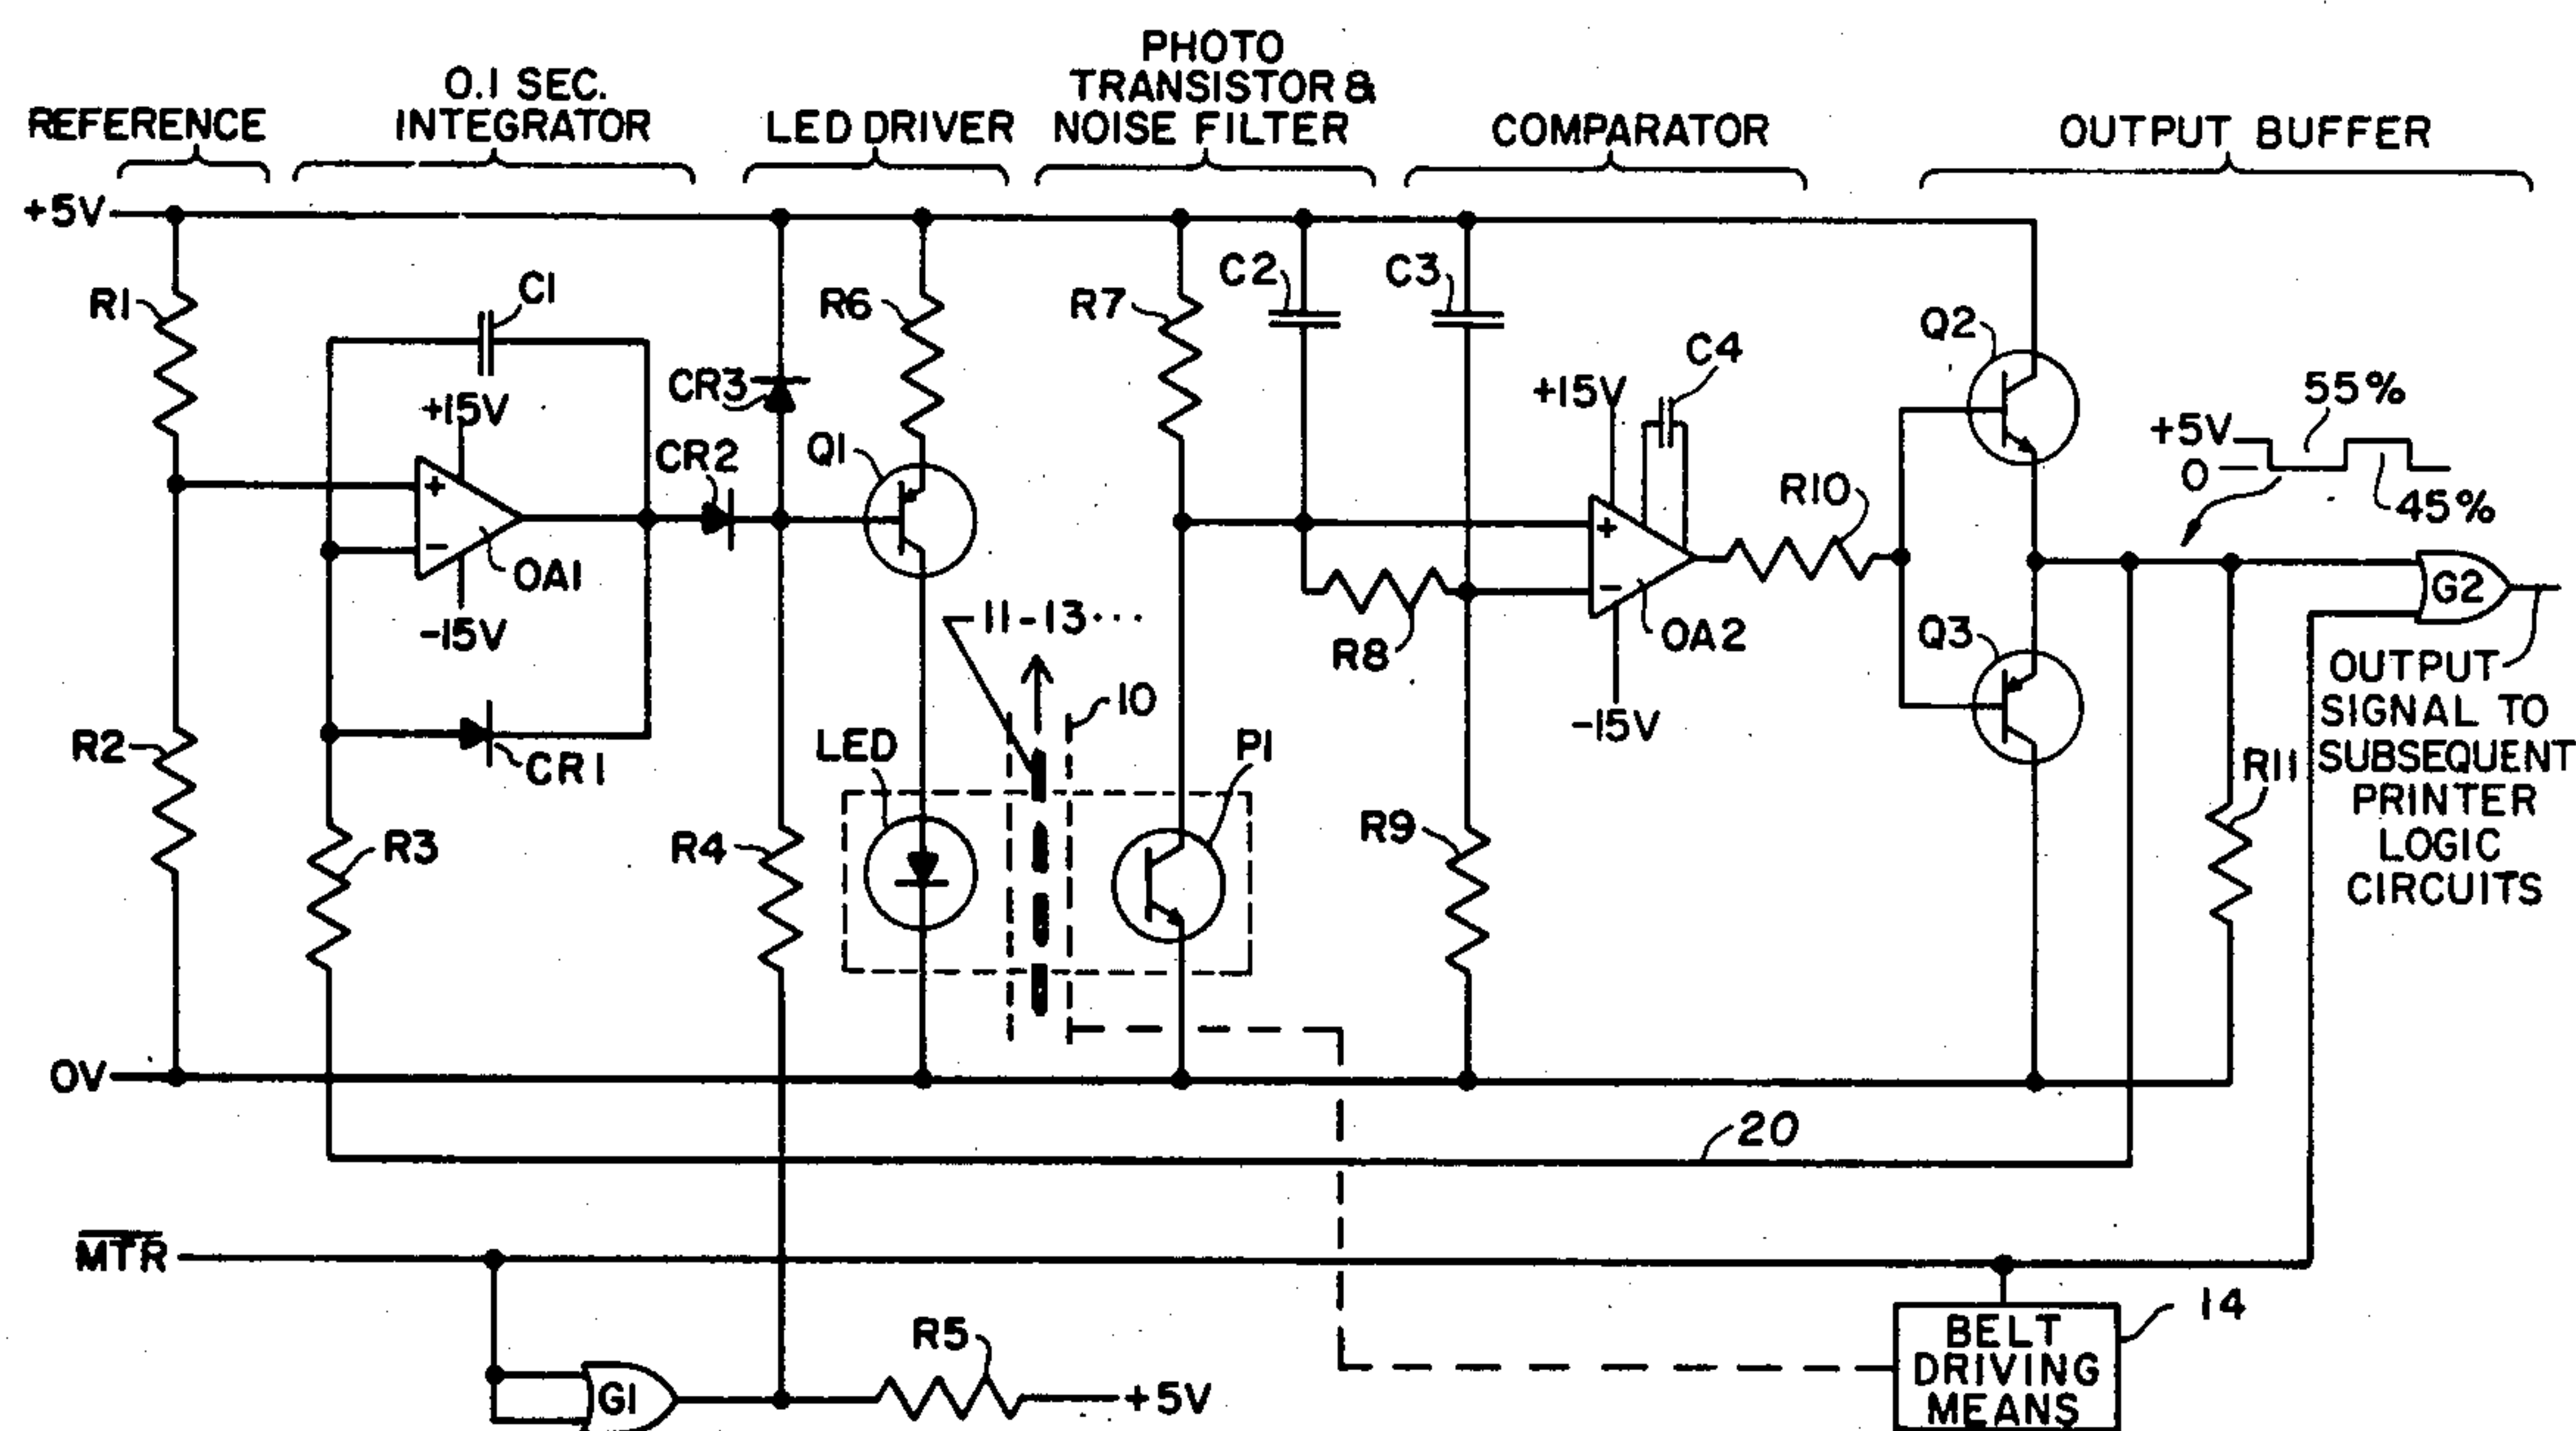 REFERENCE
0.1 SEC.
INTEGRATOR
LED DRIVER
PHOTO
TRANSISTOR &
NOISE FILTER
COMPARATOR
OUTPUT BUFFER
+5V
R1
C1
+15V
OA1
-15V
CR1
R2
R3
CR3
CR2
R6
Q1
R4
LED
11-13...
10
R7
C2
C3
P1
R8
R9
+15V
C4
OA2
-15V
R10
Q2
Q3
+5V
0
55%
45%
G2
R11
OUTPUT
SIGNAL TO
SUBSEQUENT
PRINTER
LOGIC
CIRCUITS
0V
20
MTR
G1
R5
+5V
14
BELT
DRIVING
MEANS